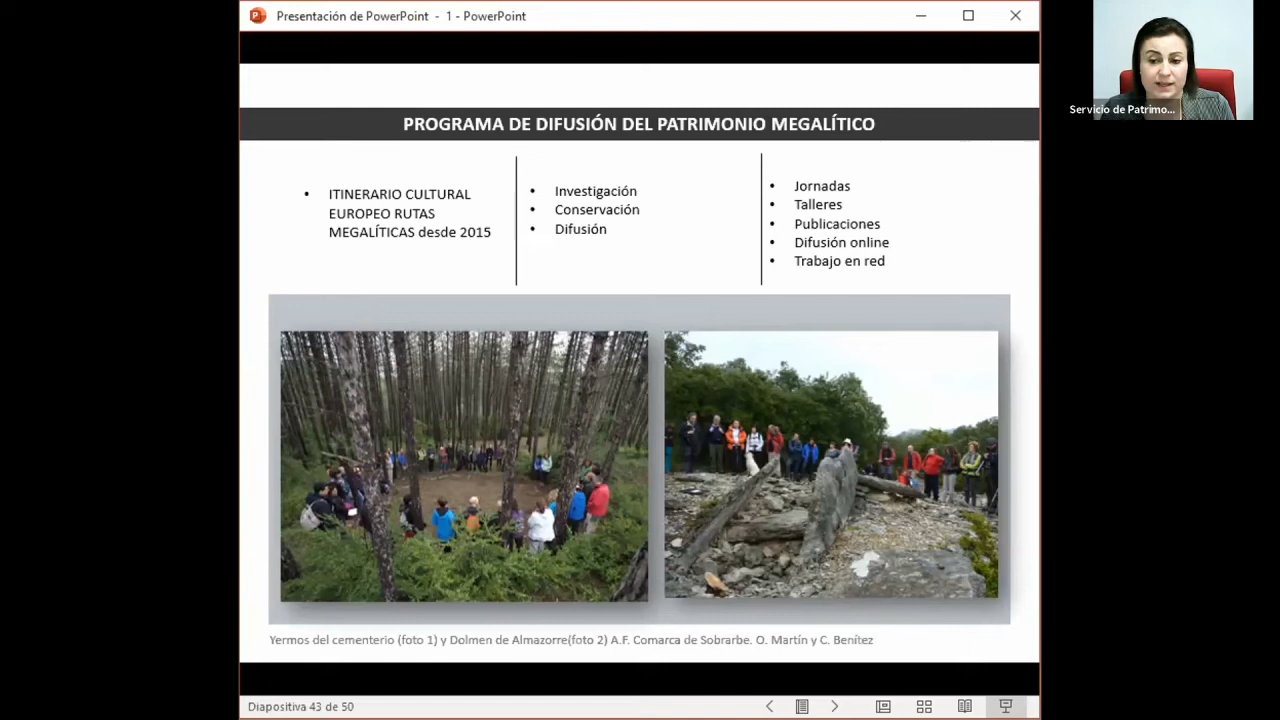 Presentación de PowerPoint - 1 - PowerPoint
Servicio de Patrimo...
PROGRAMA DE DIFUSIÓN DEL PATRIMONIO MEGALÍTICO
• ITINERARIO CULTURAL
EUROPEO RUTAS
MEGALÍTICAS desde 2015
• Investigación
• Conservación
• Difusión
• Jornadas
• Talleres
• Publicaciones
• Difusión online
• Trabajo en red
Yermos del cementerio (foto 1) y Dolmen de Almazorre(foto 2) A.F. Comarca de Sobrarbe. O. Martín y C. Benítez
Diapositiva 43 de 50